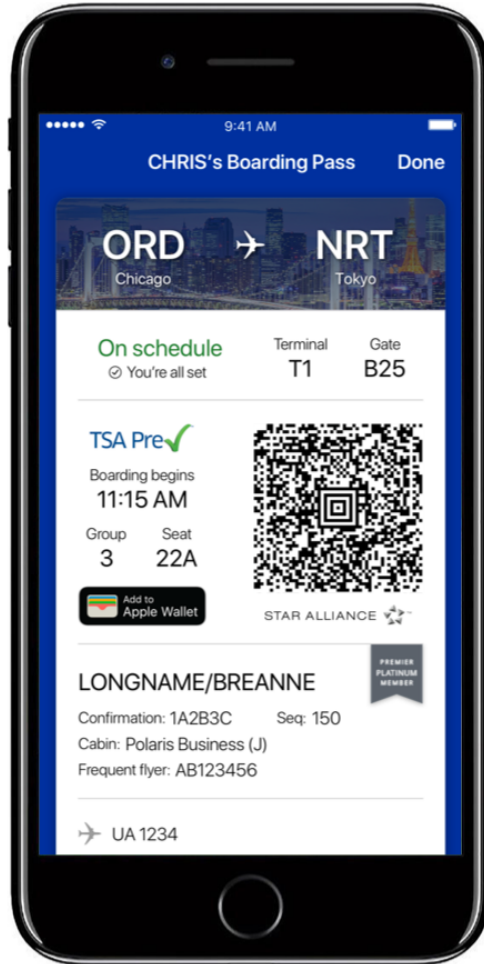 9:41 AM
CHRIS's Boarding Pass Done
ORD NRT
Chicago Tokyo
On schedule
You're all set
Terminal Gate
T1 B25
TSA Pre
Boarding begins
11:15 AM
Group Seat
3 22A
Add to
Apple Wallet
STAR ALLIANCE
PREMIER
PLATINUM
MEMBER
LONGNAME/BREANNE
Confirmation: 1A2B3C Seq: 150
Cabin: Polaris Business (J)
Frequent flyer: AB123456
UA 1234